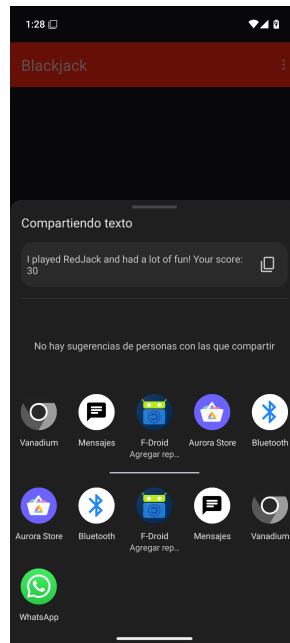 1:28
Blackjack
Compartiendo texto
I played RedJack and had a lot of fun! Your score:
30
No hay sugerencias de personas con las que compartir
Vanadium Mensajes F-Droid Aurora Store Bluetooth
Agregar rep…
Aurora Store Bluetooth F-Droid Mensajes Vanadium
Agregar rep…
WhatsApp